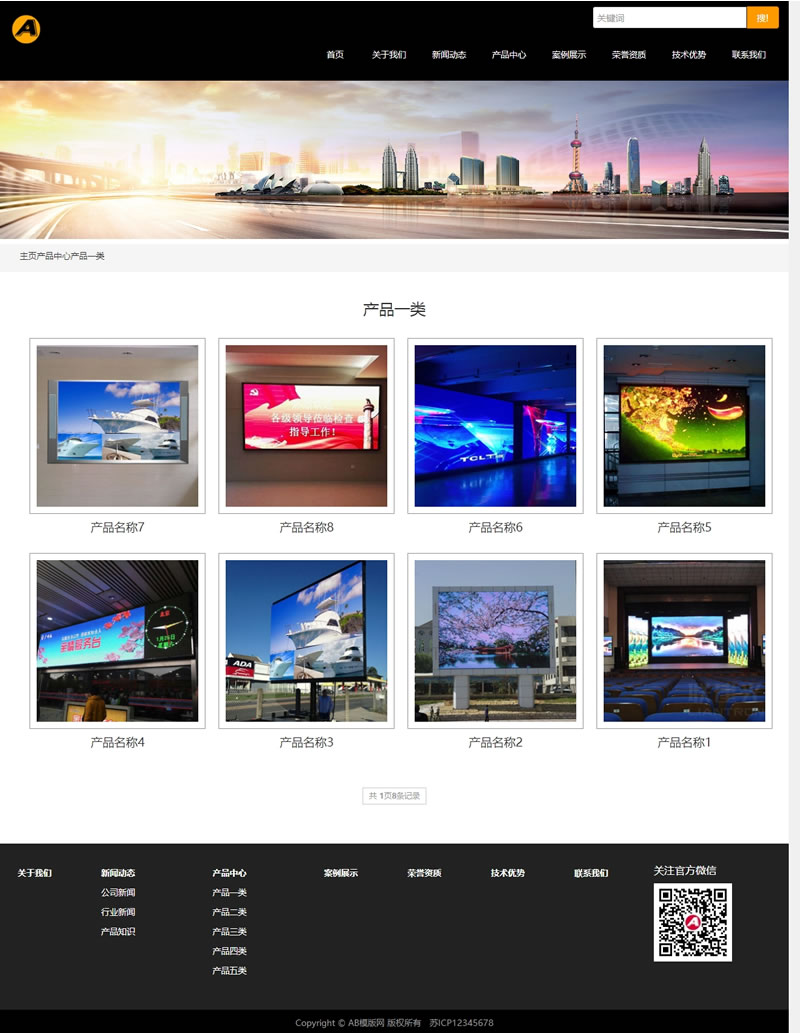 A
关键词 搜!
首页 关于我们 新闻动态 产品中心 案例展示 荣誉资质 技术优势 联系我们
主页产品中心产品一类
产品一类
各级领导莅临检查
指导工作!
TCL
产品名称7 产品名称8 产品名称6 产品名称5
ADA
产品名称4 产品名称3 产品名称2 产品名称1
共 1页8条记录
关于我们 新闻动态 产品中心 案例展示 荣誉资质 技术优势 联系我们 关注官方微信
公司新闻 产品一类
行业新闻 产品二类
产品知识 产品三类
产品四类
产品五类
Copyright © AB模版网 版权所有 苏ICP12345678